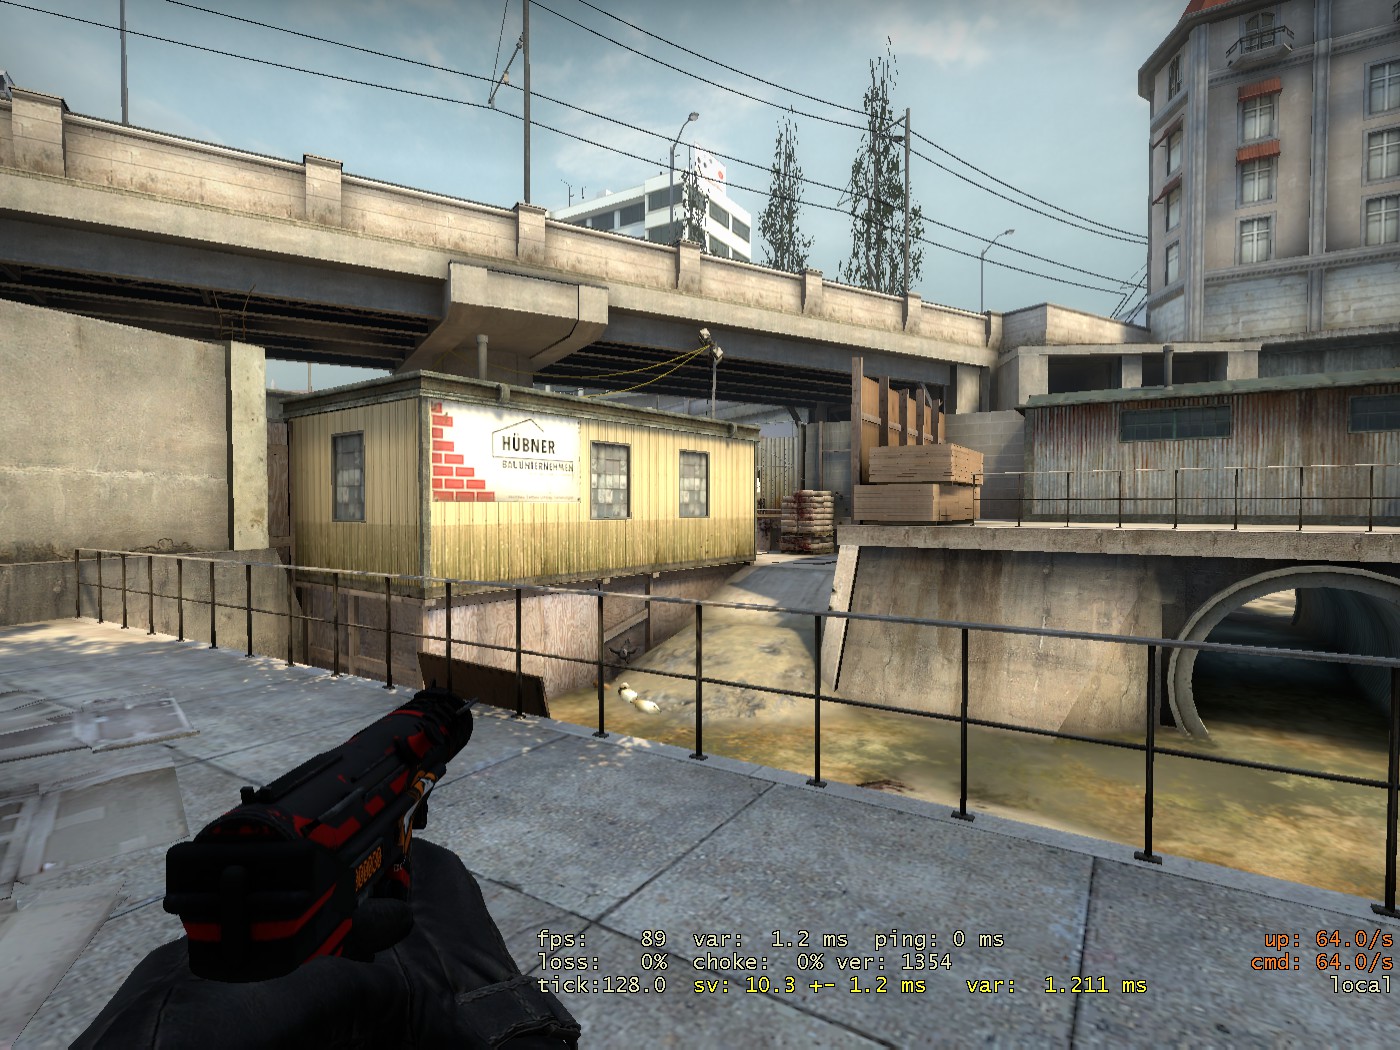 HÜBNER
BAUUNTERNEHMEN
fps: 89 var: 1.2 ms ping: 0 ms
loss: 0% choke: 0% ver: 1354
tick:128.0 sv: 10.3 +- 1.2 ms var: 1.211 ms
up: 64.0/s
cmd: 64.0/s
local